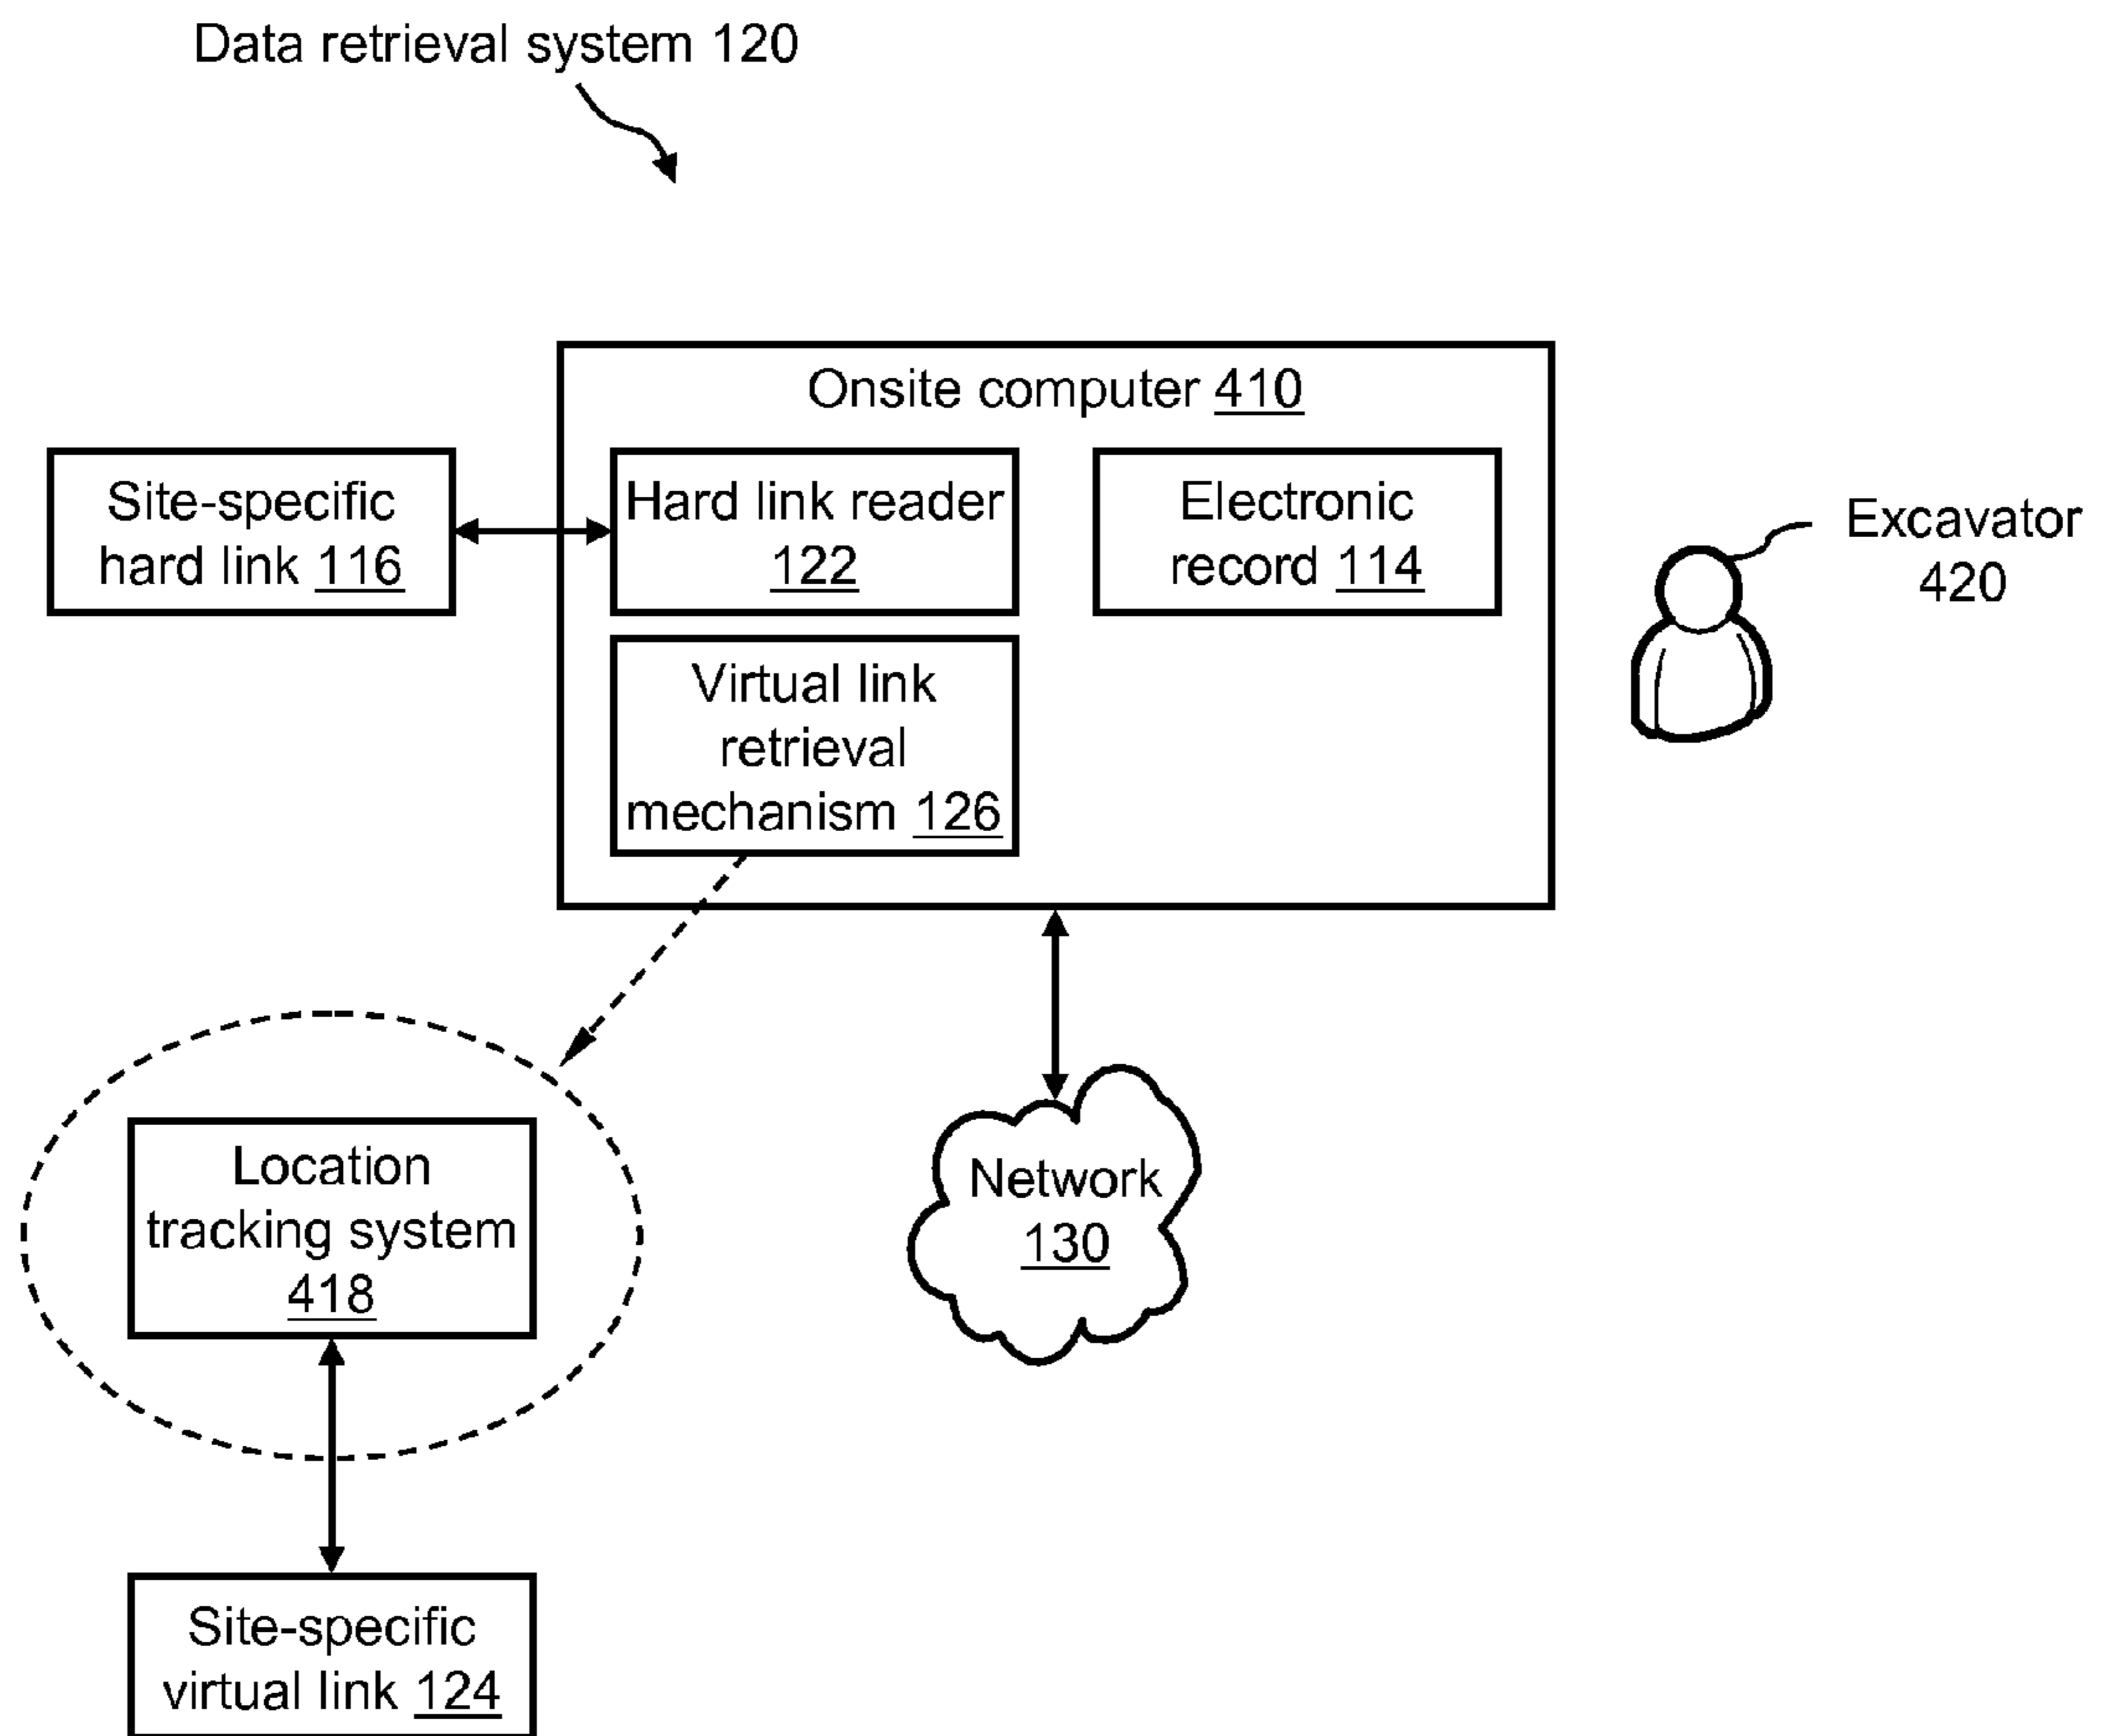 Data retrieval system 120
Onsite computer 410
Site-specific
hard link 116
Hard link reader
122
Electronic
record 114
Excavator
420
Virtual link
retrieval
mechanism 126
Location
tracking system
418
Network
130
Site-specific
virtual link 124